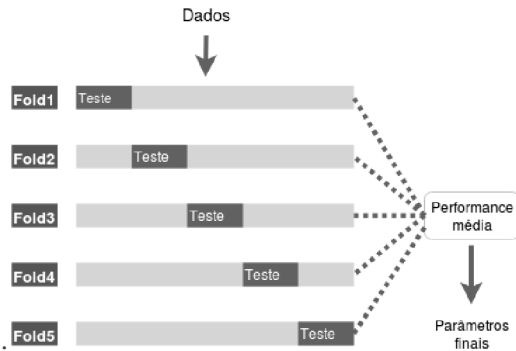 Dados
Fold1 Teste
Fold2 Teste
Fold3 Teste
Fold4 Teste
Fold5 Teste
Performance
média
Parâmetros
finais
.